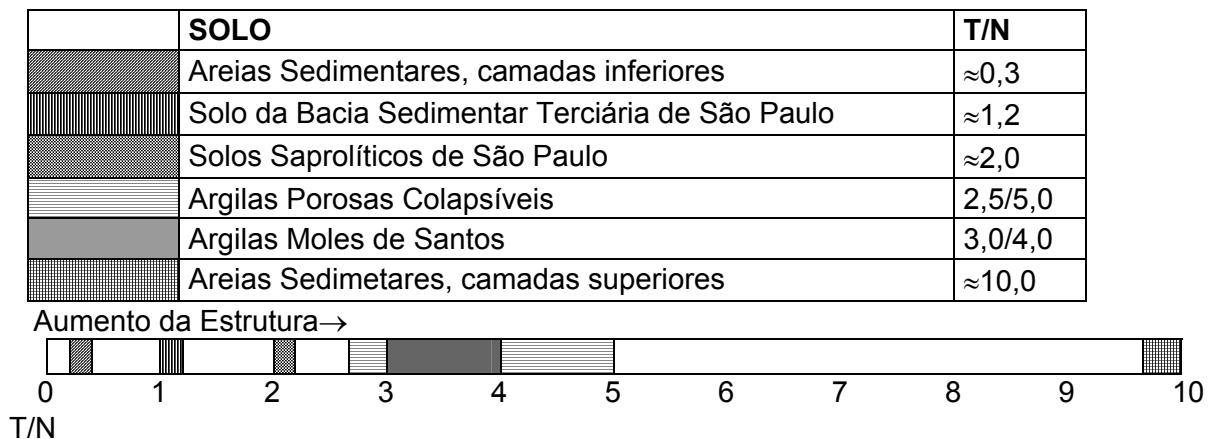 SOLO T/N
Areias Sedimentares, camadas inferiores ≈0,3
Solo da Bacia Sedimentar Terciária de São Paulo ≈1,2
Solos Saprolíticos de São Paulo ≈2,0
Argilas Porosas Colapsíveis 2,5/5,0
Argilas Moles de Santos 3,0/4,0
Areias Sedimetares, camadas superiores ≈10,0
Aumento da Estrutura→
0 1 2 3 4 5 6 7 8 9 10
T/N